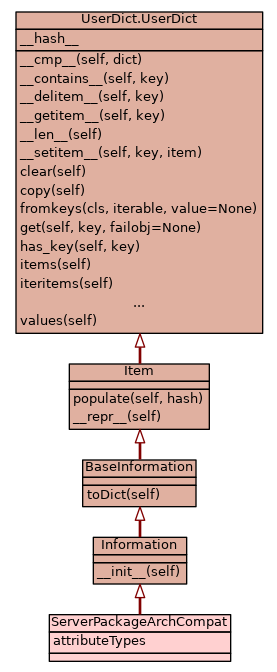 UserDict.UserDict
__hash__
__cmp__(self, dict)
__contains__(self, key)
__delitem__(self, key)
__getitem__(self, key)
__len__(self)
__setitem__(self, key, item)
clear(self)
copy(self)
fromkeys(cls, iterable, value=None)
get(self, key, failobj=None)
has_key(self, key)
items(self)
iteritems(self)
...
values(self)
Item
populate(self, hash)
__repr__(self)
BaseInformation
toDict(self)
Information
__init__(self)
ServerPackageArchCompat
attributeTypes